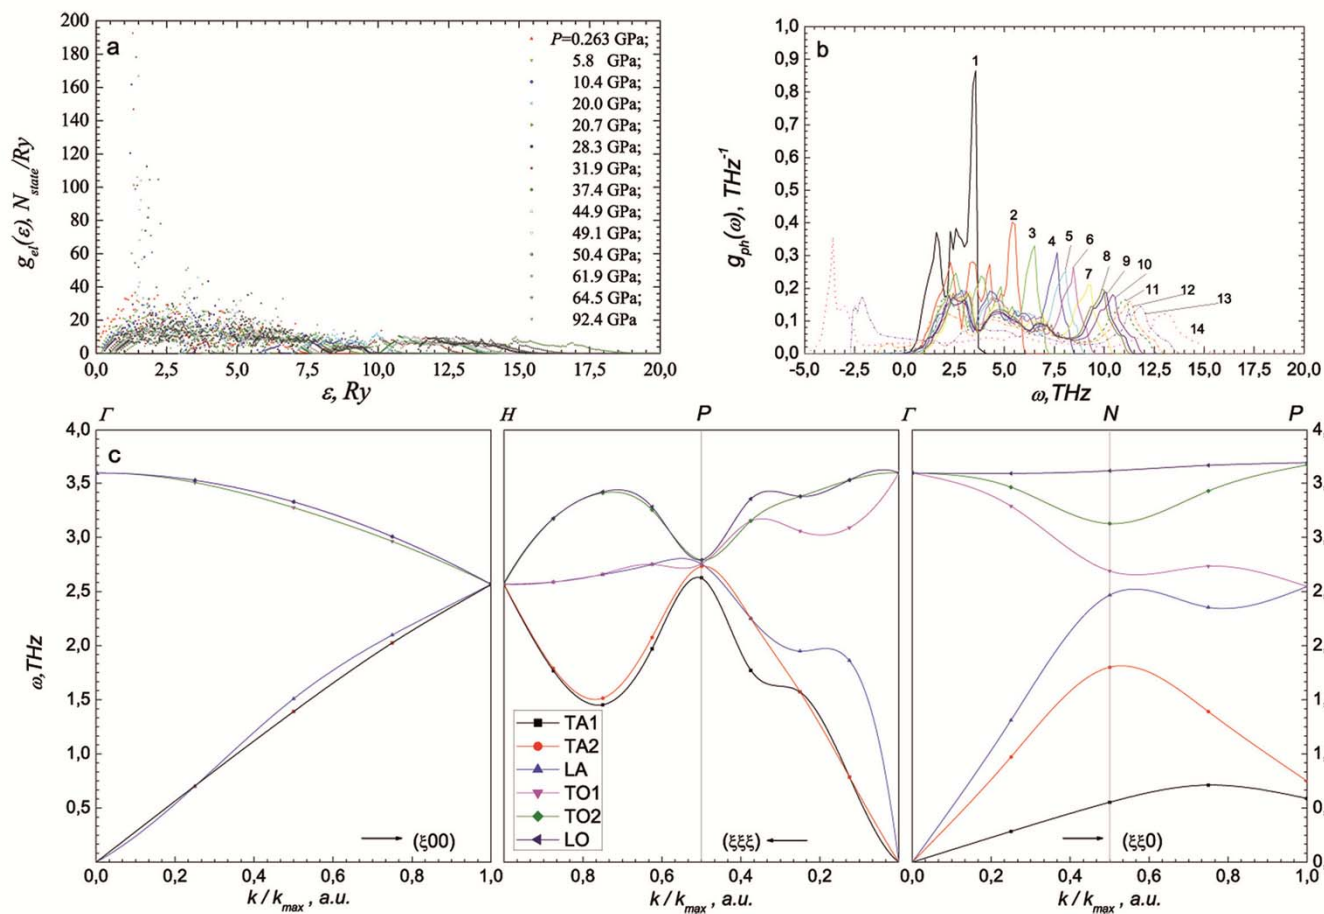 a
g_el(ε), N_state/Ry
200
180
160
140
120
100
80
60
40
20
0
P=0.263 GPa;
5.8 GPa;
10.4 GPa;
20.0 GPa;
20.7 GPa;
28.3 GPa;
31.9 GPa;
37.4 GPa;
44.9 GPa;
49.1 GPa;
50.4 GPa;
61.9 GPa;
64.5 GPa;
92.4 GPa
0,0 2,5 5,0 7,5 10,0 12,5 15,0 17,5 20,0
ε, Ry
b
g_ph(ω), THz⁻¹
1,0
0,9
0,8
0,7
0,6
0,5
0,4
0,3
0,2
0,1
0,0
1 2 3 4 5 6 7 8 9 10 11 12 13 14
-5,0 -2,5 0,0 2,5 5,0 7,5 10,0 12,5 15,0 17,5 20,0
ω,THz
Γ H P Γ N P
c
ω,THz
4,0
3,5
3,0
2,5
2,0
1,5
1,0
0,5
TA1
TA2
LA
TO1
TO2
LO
(ξ00)
(ξξξ)
(ξξ0)
4,
3,
3,
2,
2,
1,
1,
0,
0,
0,0 0,2 0,4 0,6 0,8 1,0
k / k_max , a.u.
0,8 0,6 0,4 0,2
k / k_max , a.u.
0,0 0,2 0,4 0,6 0,8 1,0
k / k_max , a.u.